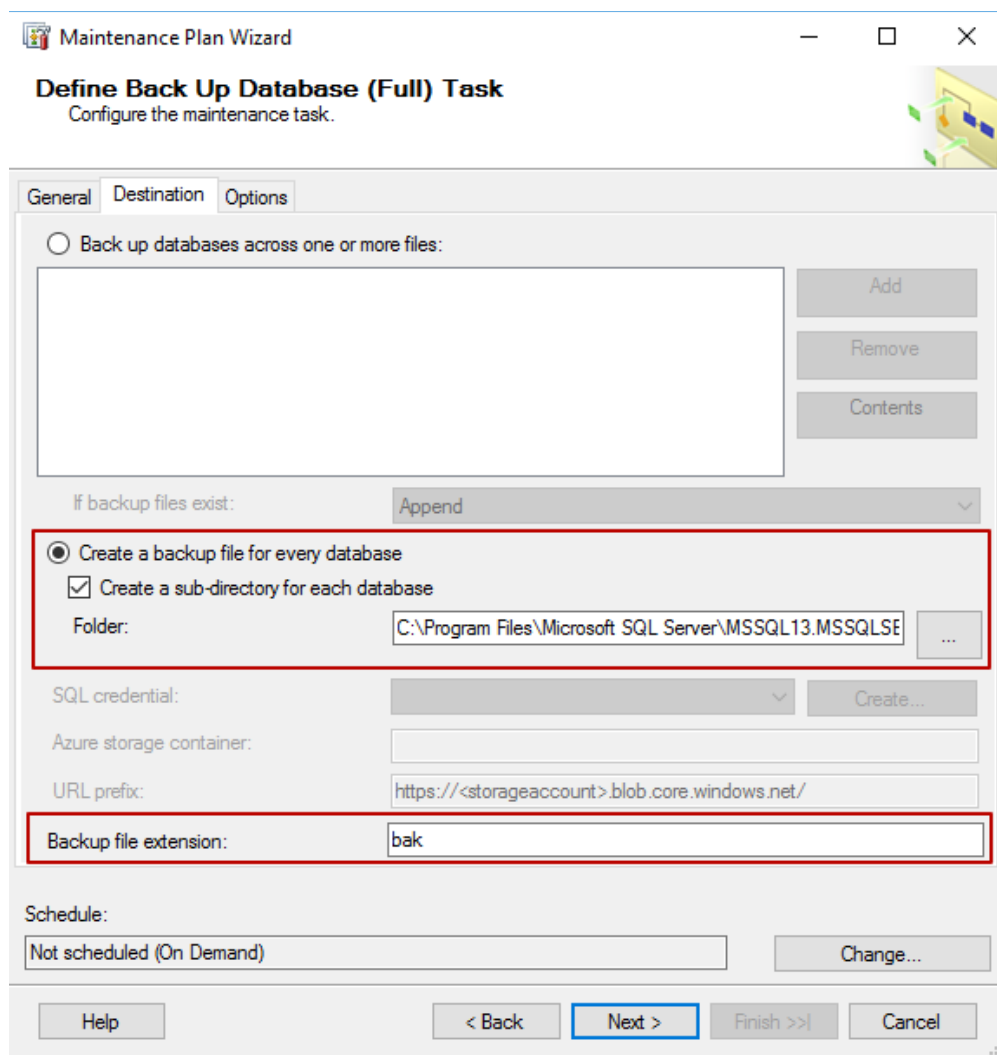 Maintenance Plan Wizard
Define Back Up Database (Full) Task
Configure the maintenance task.
General Destination Options
Back up databases across one or more files:
Add
Remove
Contents
If backup files exist: Append
Create a backup file for every database
Create a sub-directory for each database
Folder: C:\Program Files\Microsoft SQL Server\MSSQL13.MSSQLSE ...
SQL credential: Create...
Azure storage container:
URL prefix: https://<storageaccount>.blob.core.windows.net/
Backup file extension: bak
Schedule:
Not scheduled (On Demand) Change...
Help < Back Next > Finish >>| Cancel